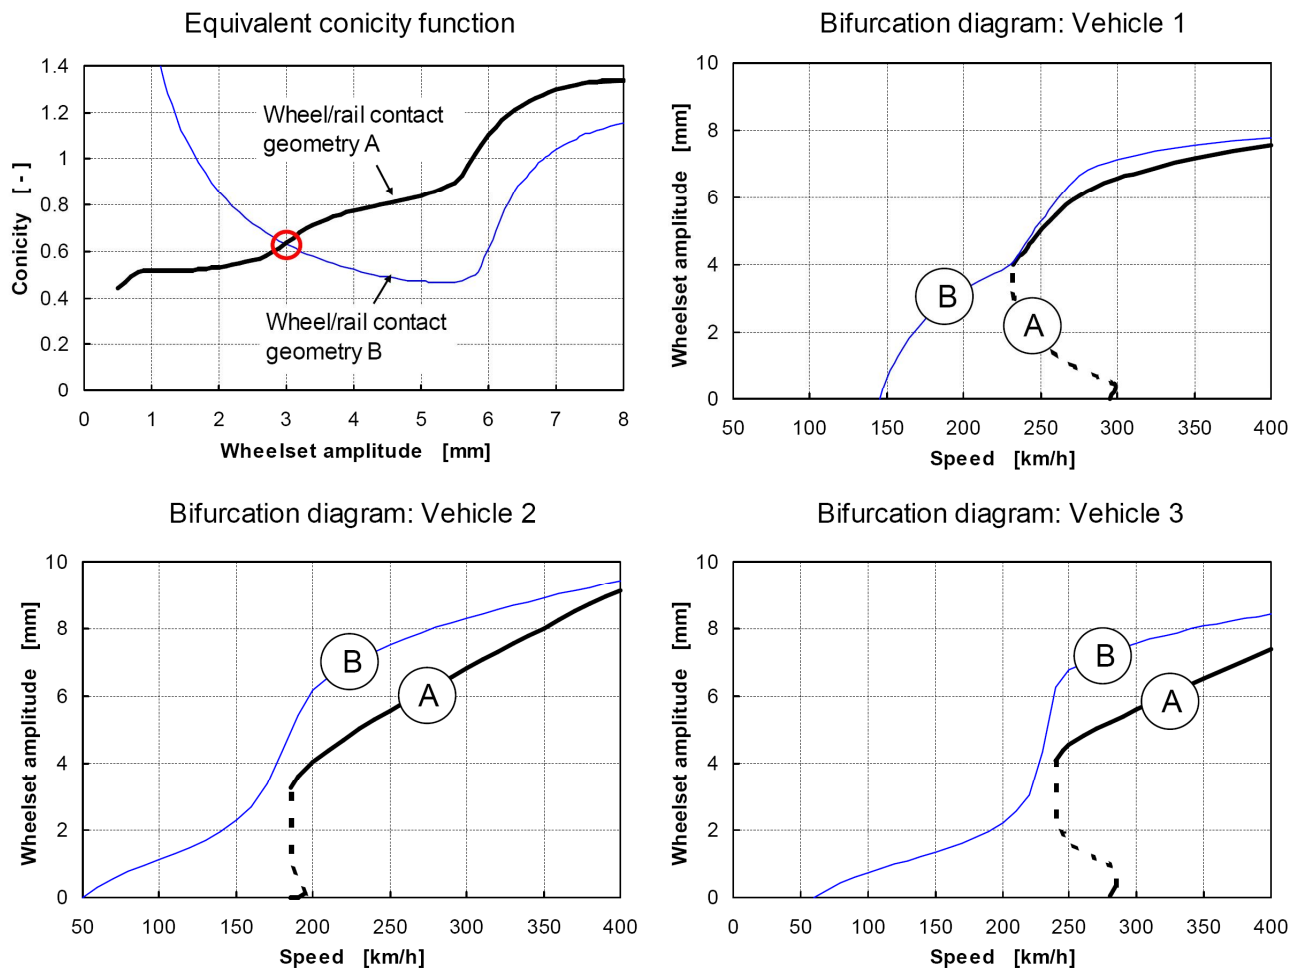 Equivalent conicity function
Conicity [ - ]
1.4
1.2
1
0.8
0.6
0.4
0.2
0
Wheel/rail contact
geometry A
Wheel/rail contact
geometry B
0 1 2 3 4 5 6 7 8
Wheelset amplitude [mm]
Bifurcation diagram: Vehicle 1
Wheelset amplitude [mm]
10
8
6
4
2
0
B
A
50 100 150 200 250 300 350 400
Speed [km/h]
Bifurcation diagram: Vehicle 2
Wheelset amplitude [mm]
10
8
6
4
2
0
B
A
50 100 150 200 250 300 350 400
Speed [km/h]
Bifurcation diagram: Vehicle 3
Wheelset amplitude [mm]
10
8
6
4
2
0
B
A
0 50 100 150 200 250 300 350 400
Speed [km/h]